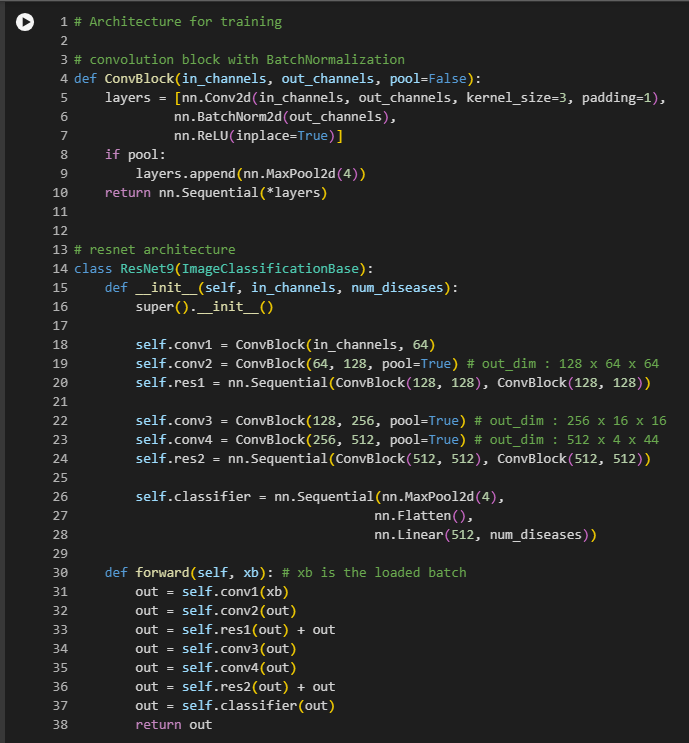 1 # Architecture for training
2
3 # convolution block with BatchNormalization
4 def ConvBlock(in_channels, out_channels, pool=False):
5     layers = [nn.Conv2d(in_channels, out_channels, kernel_size=3, padding=1),
6              nn.BatchNorm2d(out_channels),
7              nn.ReLU(inplace=True)]
8     if pool:
9         layers.append(nn.MaxPool2d(4))
10     return nn.Sequential(*layers)
11
12
13 # resnet architecture
14 class ResNet9(ImageClassificationBase):
15     def __init__(self, in_channels, num_diseases):
16         super().__init__()
17
18         self.conv1 = ConvBlock(in_channels, 64)
19         self.conv2 = ConvBlock(64, 128, pool=True) # out_dim : 128 x 64 x 64
20         self.res1 = nn.Sequential(ConvBlock(128, 128), ConvBlock(128, 128))
21
22         self.conv3 = ConvBlock(128, 256, pool=True) # out_dim : 256 x 16 x 16
23         self.conv4 = ConvBlock(256, 512, pool=True) # out_dim : 512 x 4 x 44
24         self.res2 = nn.Sequential(ConvBlock(512, 512), ConvBlock(512, 512))
25
26         self.classifier = nn.Sequential(nn.MaxPool2d(4),
27                                        nn.Flatten(),
28                                        nn.Linear(512, num_diseases))
29
30     def forward(self, xb): # xb is the loaded batch
31         out = self.conv1(xb)
32         out = self.conv2(out)
33         out = self.res1(out) + out
34         out = self.conv3(out)
35         out = self.conv4(out)
36         out = self.res2(out) + out
37         out = self.classifier(out)
38         return out